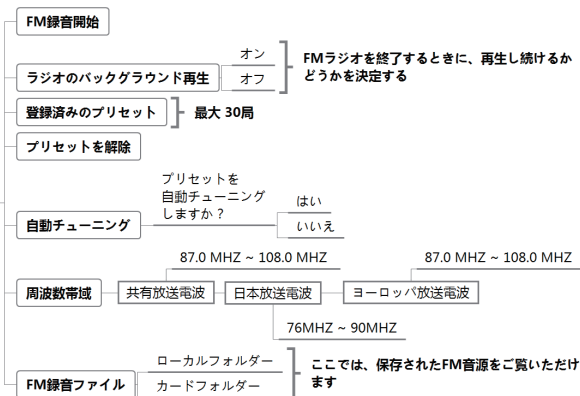 FM録音開始
ラジオのバックグラウンド再生
オン
オフ
FMラジオを終了するときに、再生し続けるか
どうかを決定する
登録済みのプリセット
最大 30局
プリセットを解除
自動チューニング
プリセットを
自動チューニング
しますか？
はい
いいえ
周波数帯域
共有放送電波
87.0 MHZ ~ 108.0 MHZ
日本放送電波
76MHZ ~ 90MHZ
ヨーロッパ放送電波
87.0 MHZ ~ 108.0 MHZ
FM録音ファイル
ローカルフォルダー
カードフォルダー
ここでは、保存されたFM音源をご覧いただけ
ます